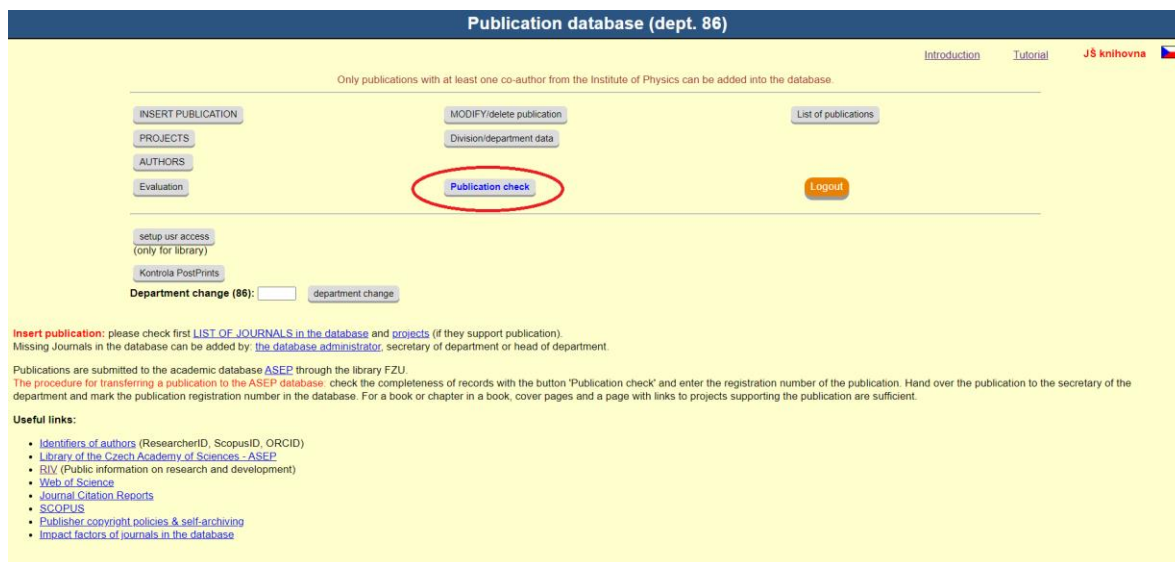 Publication database (dept. 86)
Introduction Tutorial JŠ knihovna
Only publications with at least one co-author from the Institute of Physics can be added into the database.
INSERT PUBLICATION MODIFY/delete publication List of publications
PROJECTS Division/department data
AUTHORS
Evaluation Publication check Logout
setup usr access
(only for library)
Kontrola PostPrints
Department change (86): department change
Insert publication: please check first LIST OF JOURNALS in the database and projects (if they support publication).
Missing Journals in the database can be added by: the database administrator, secretary of department or head of department.
Publications are submitted to the academic database ASEP through the library FZU.
The procedure for transferring a publication to the ASEP database: check the completeness of records with the button 'Publication check' and enter the registration number of the publication. Hand over the publication to the secretary of the
department and mark the publication registration number in the database. For a book or chapter in a book, cover pages and a page with links to projects supporting the publication are sufficient.
Useful links:
• Identifiers of authors (ResearcherID, ScopusID, ORCID)
• Library of the Czech Academy of Sciences - ASEP
• RIV (Public information on research and development)
• Web of Science
• Journal Citation Reports
• SCOPUS
• Publisher copyright policies & self-archiving
• Impact factors of journals in the database